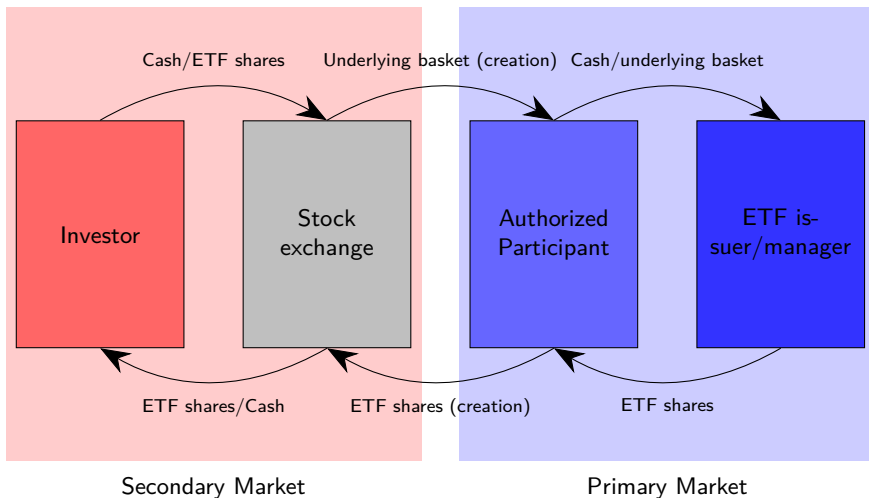 Cash/ETF shares
Underlying basket (creation)
Cash/underlying basket
Investor
Stock
exchange
Authorized
Participant
ETF is-
suer/manager
ETF shares/Cash
ETF shares (creation)
ETF shares
Secondary Market
Primary Market